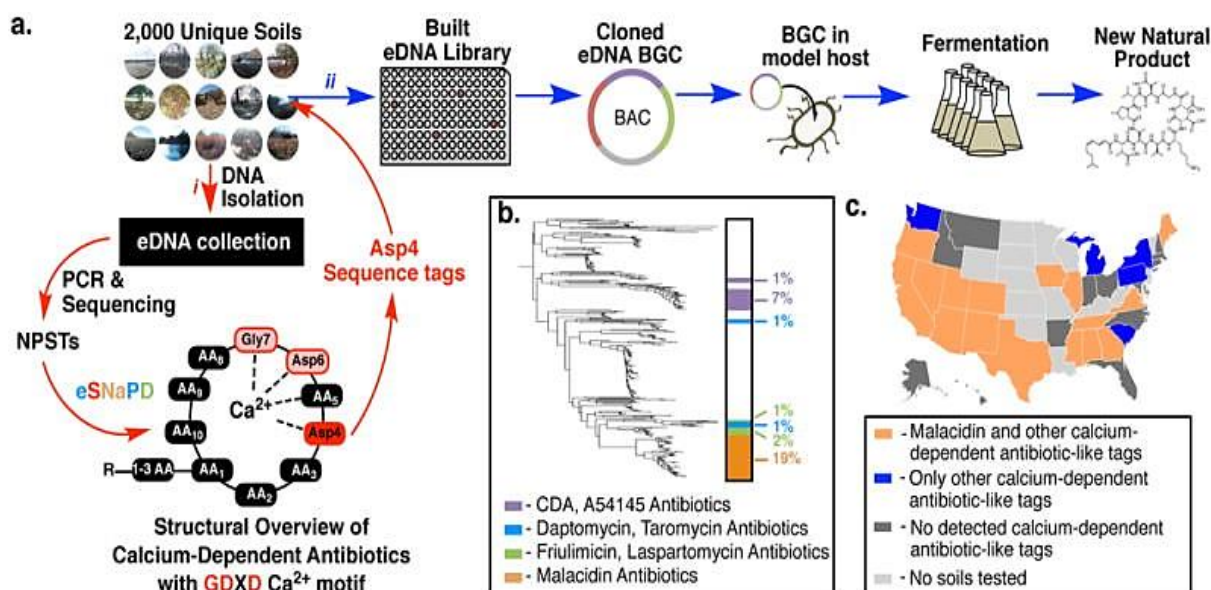 a.
2,000 Unique Soils
i
DNA
Isolation
eDNA collection
PCR &
Sequencing
NPSTs
eSNaPD
Asp4
Sequence tags
ii
Built
eDNA Library
Cloned
eDNA BGC
BAC
BGC in
model host
Fermentation
New Natural
Product
Gly7
Asp6
AA8
AA9
AA10
AA5
Asp4
Ca2+
R
1-3 AA
AA1
AA2
AA3
Structural Overview of
Calcium-Dependent Antibiotics
with GDXD Ca2+ motif
b.
1%
7%
1%
1%
1%
2%
19%
- CDA, A54145 Antibiotics
- Daptomycin, Taromycin Antibiotics
- Friulimicin, Laspartomycin Antibiotics
- Malacidin Antibiotics
c.
- Malacidin and other calcium-
dependent antibiotic-like tags
- Only other calcium-dependent
antibiotic-like tags
- No detected calcium-dependent
antibiotic-like tags
- No soils tested